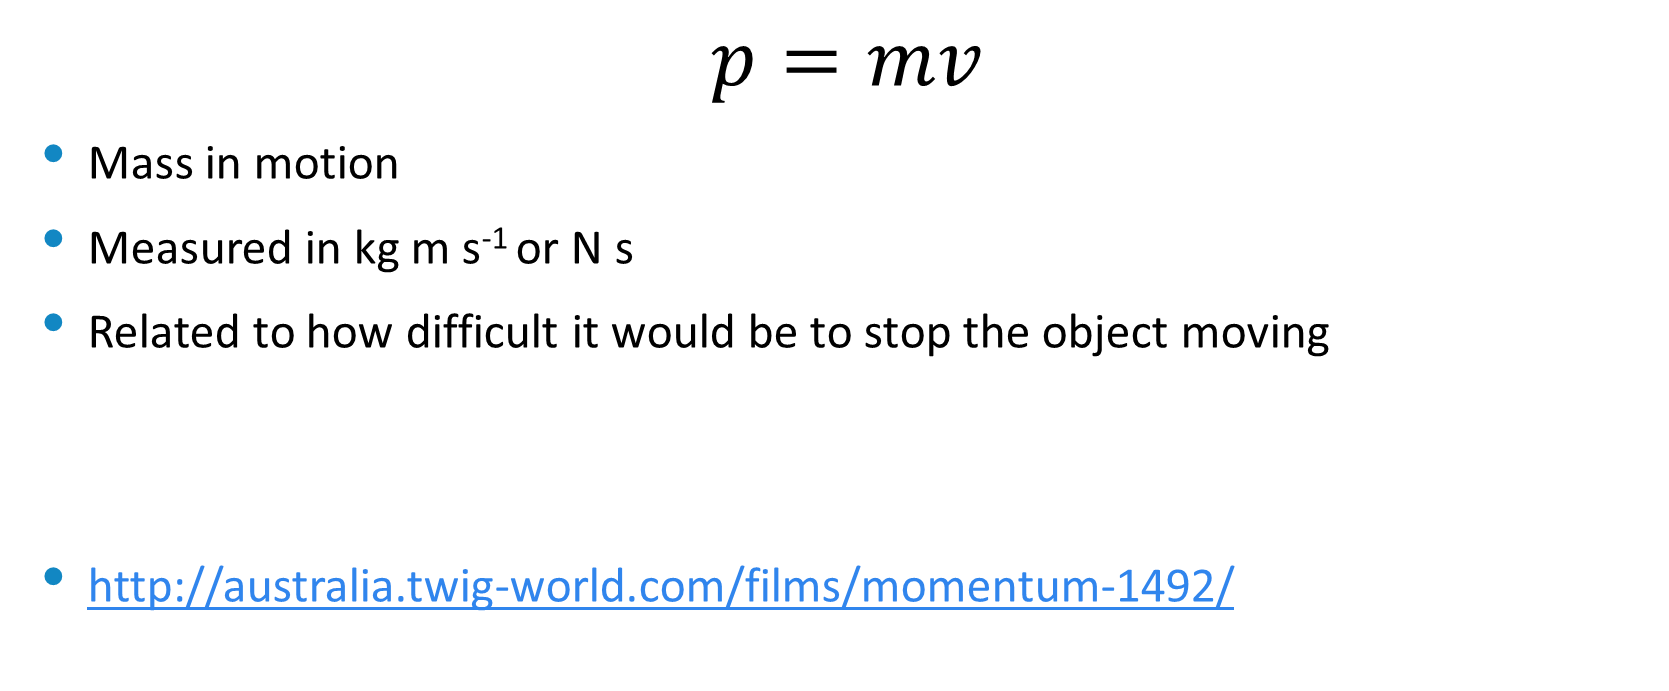 p = mv
• Mass in motion
• Measured in kg m s⁻¹ or N s
• Related to how difficult it would be to stop the object moving
• http://australia.twig-world.com/films/momentum-1492/